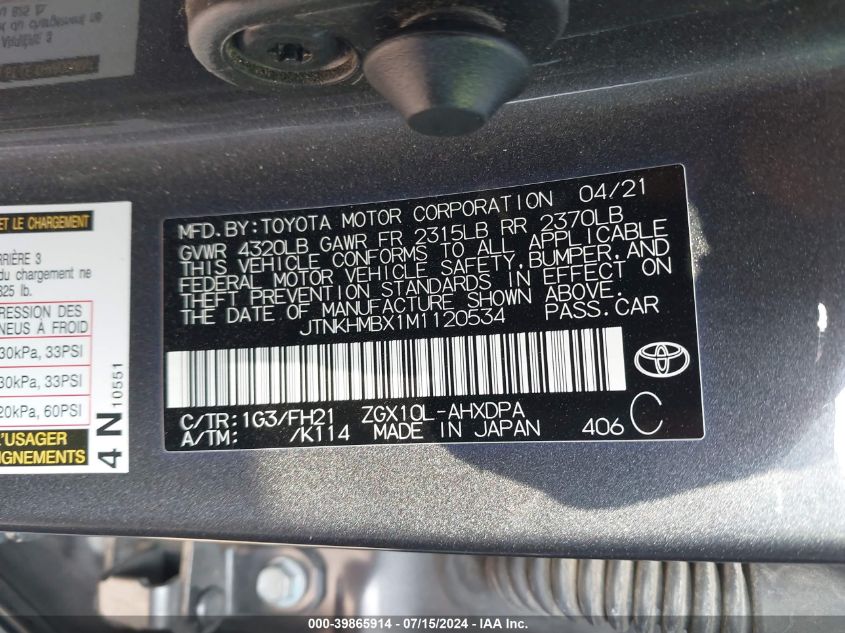 MFD. BY: TOYOTA MOTOR CORPORATION 04/21
GVWR 4320LB GAWR FR 2315LB RR 2370LB
THIS VEHICLE CONFORMS TO ALL APPLICABLE
FEDERAL MOTOR VEHICLE SAFETY, BUMPER, AND
THEFT PREVENTION STANDARDS IN EFFECT ON
THE DATE OF MANUFACTURE SHOWN ABOVE.
JTNKHMBX1M1120534 PASS. CAR
C/TR: 1G3/FH21 ZGX10L-AHXDPA
A/TM: /K114 MADE IN JAPAN 406 C
ET LE CHARGEMENT
RRIÈRE 3
du chargement ne
825 lb.
RESSION DES
NEUS À FROID
30kPa, 33PSI
30kPa, 33PSI
20kPa, 60PSI
L'USAGER
IGNEMENTS
4 N 10551
000-39865914 - 07/15/2024 - IAAI.com